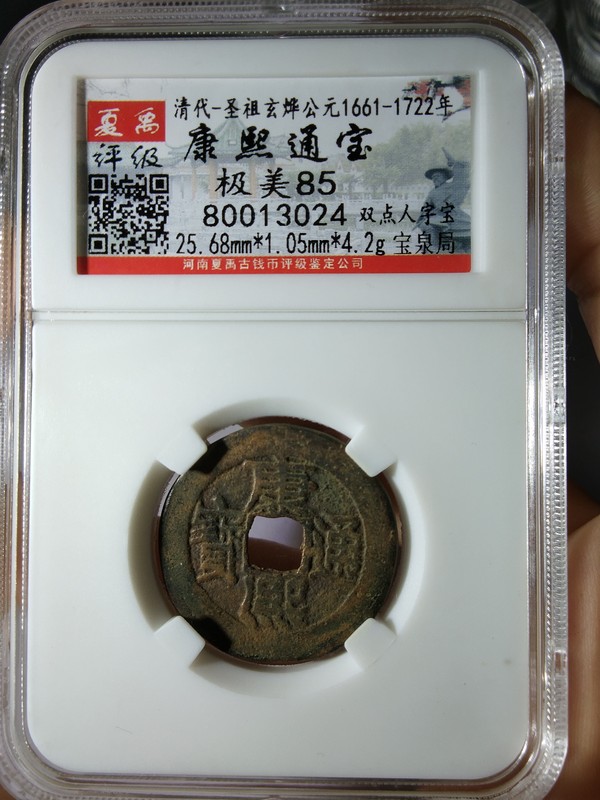 清代-圣祖玄烨公元1661-1722年
夏禹
评级
康熙通宝
极美85
80013024 双点人字宝
25.68mm*1.05mm*4.2g 宝泉局
河南夏禹古钱币评级鉴定公司
康熙通寶